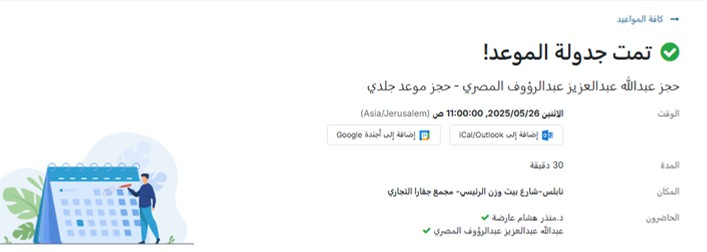 → كافة المواعيد
تمت جدولة الموعد!
حجز عبدالله عبدالعزيز عبدالرؤوف المصري - حجز موعد جلدي
الوقت
الاثنين 2025/05/26, 11:00:00 ص (Asia/Jerusalem)
إضافة إلى iCal/Outlook
إضافة إلى أجندة Google
المدة
30 دقيقة
المكان
نابلس-شارع بيت وزن الرئيسي- مجمع جفارا التجاري
الحاضرون
د.منذر هشام عارضة
عبدالله عبدالعزيز عبدالرؤوف المصري